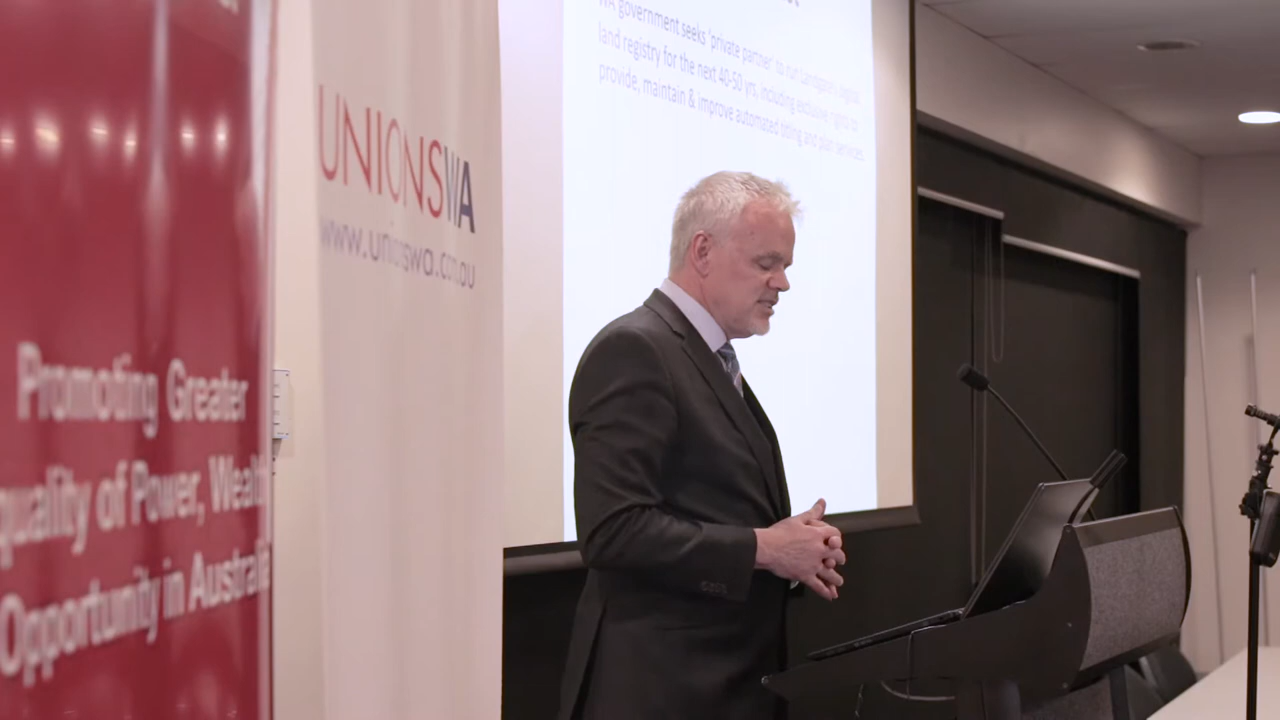 Promoting Greater
quality of Power, Wealt
Opportunity in Australia
UNIONSWA
www.unionswa.com.au
WA government seeks 'private partner' to run Landgate's digital
land registry for the next 40-50 yrs, including exclusive rights to
provide, maintain & improve automated titling and plan services